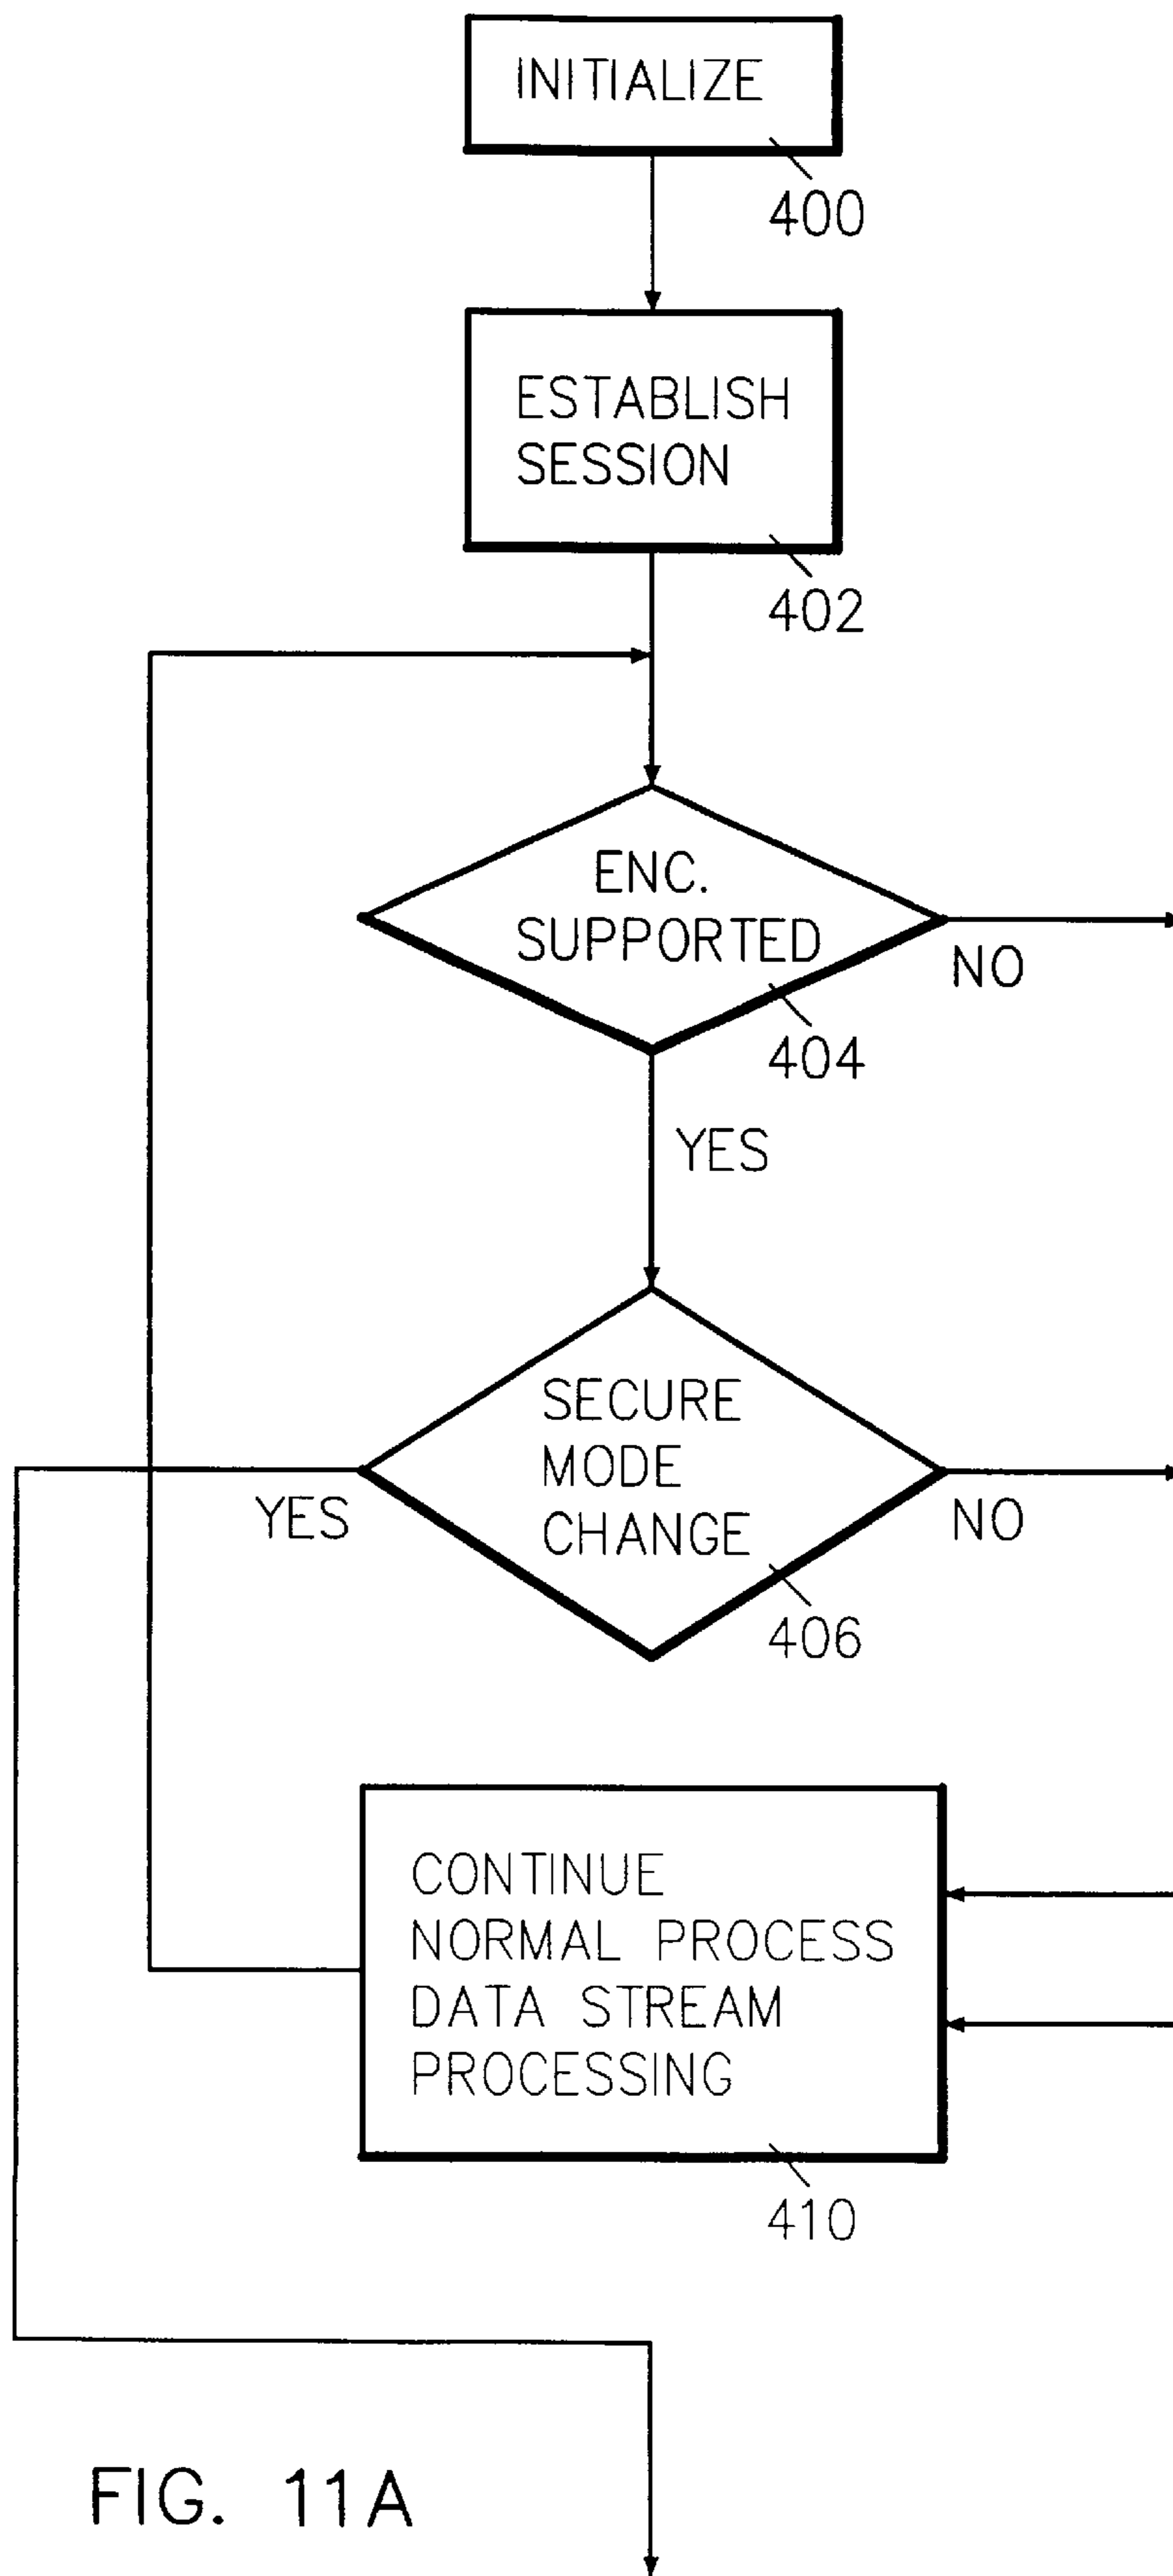 INITIALIZE
400
ESTABLISH
SESSION
402
ENC.
SUPPORTED
NO
404
YES
SECURE
MODE
CHANGE
YES
NO
406
CONTINUE
NORMAL PROCESS
DATA STREAM
PROCESSING
410
FIG. 11A